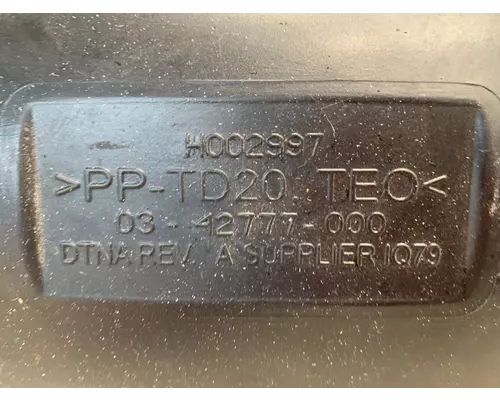 H002997
>PP-TD20. TEO<
03-42777-000
DTNA REV A SUPPLIER IQ79